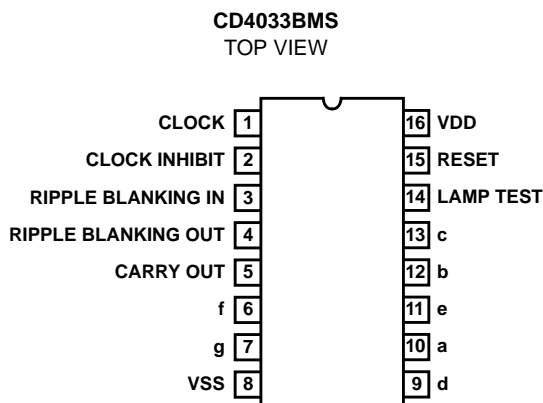 CD4033BMS
TOP VIEW
CLOCK 1 16 VDD
CLOCK INHIBIT 2 15 RESET
RIPPLE BLANKING IN 3 14 LAMP TEST
RIPPLE BLANKING OUT 4 13 c
CARRY OUT 5 12 b
f 6 11 e
g 7 10 a
VSS 8 9 d